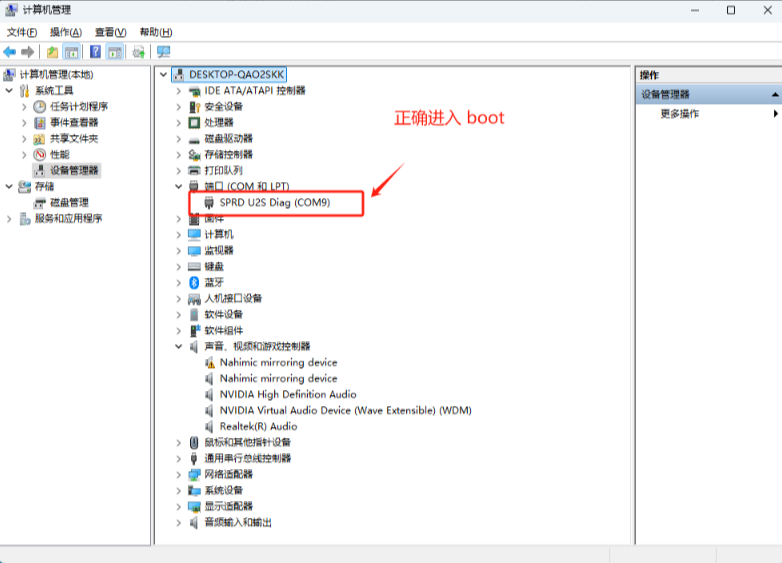 计算机管理
文件(F) 操作(A) 查看(V) 帮助(H)
计算机管理(本地)
系统工具
任务计划程序
事件查看器
共享文件夹
性能
设备管理器
存储
磁盘管理
服务和应用程序
DESKTOP-QAO2SKK
IDE ATA/ATAPI 控制器
安全设备
处理器
磁盘驱动器
存储控制器
打印队列
端口 (COM 和 LPT)
SPRD U2S Diag (COM9)
固件
计算机
监视器
键盘
蓝牙
人机接口设备
软件设备
软件组件
声音、视频和游戏控制器
Nahimic mirroring device
Nahimic mirroring device
NVIDIA High Definition Audio
NVIDIA Virtual Audio Device (Wave Extensible) (WDM)
Realtek(R) Audio
鼠标和其他指针设备
通用串行总线控制器
网络适配器
系统设备
显示适配器
音频输入和输出
正确进入 boot
操作
设备管理器
更多操作